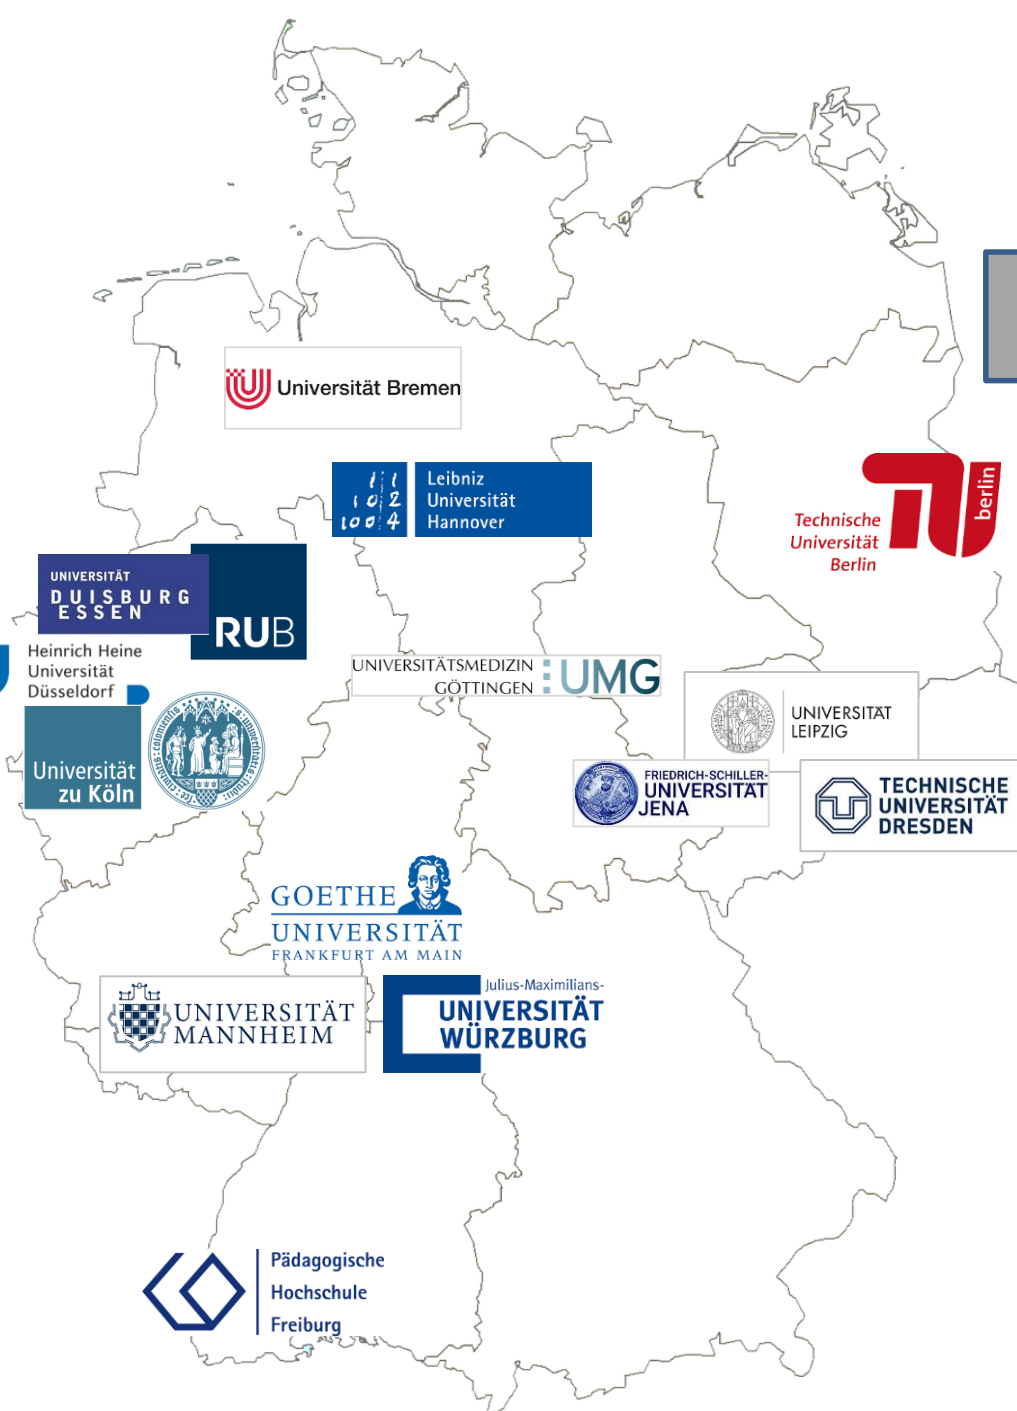 Universität Bremen
Leibniz
Universität
Hannover
Technische
Universität
Berlin
berlin
UNIVERSITÄT
DUISBURG
ESSEN
RUB
Heinrich Heine
Universität
Düsseldorf
UNIVERSITÄTSMEDIZIN
GÖTTINGEN
UMG
Universität
zu Köln
UNIVERSITÄT
LEIPZIG
FRIEDRICH-SCHILLER-
UNIVERSITÄT
JENA
TECHNISCHE
UNIVERSITÄT
DRESDEN
GOETHE
UNIVERSITÄT
FRANKFURT AM MAIN
UNIVERSITÄT
MANNHEIM
Julius-Maximilians-
UNIVERSITÄT
WÜRZBURG
Pädagogische
Hochschule
Freiburg